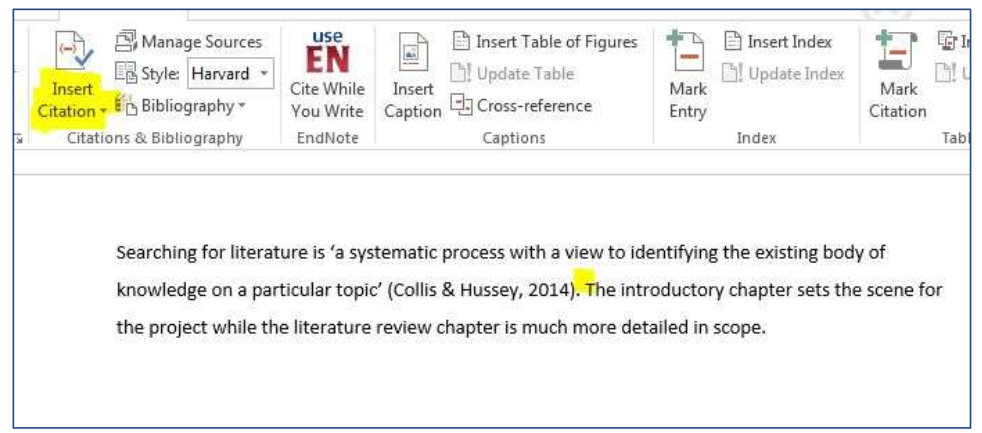 Insert Citation
Manage Sources
Style: Harvard
Bibliography
Citations & Bibliography
use
EN
Cite While
You Write
EndNote
Insert
Caption
Insert Table of Figures
Update Table
Cross-reference
Captions
Mark
Entry
Insert Index
Update Index
Index
Mark
Citation
Searching for literature is ‘a systematic process with a view to identifying the existing body of
knowledge on a particular topic’ (Collis & Hussey, 2014). The introductory chapter sets the scene for
the project while the literature review chapter is much more detailed in scope.